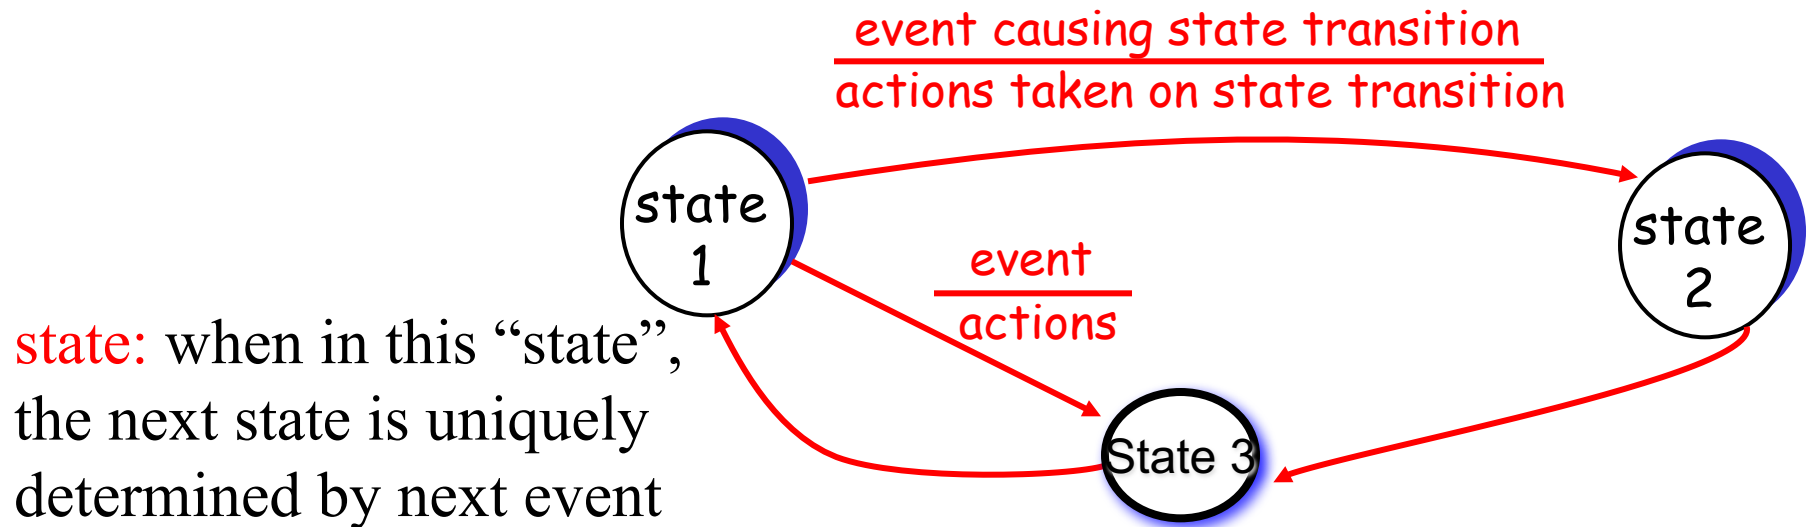 event causing state transition
actions taken on state transition
state
1
state
2
event
actions
state: when in this “state”,
the next state is uniquely
determined by next event
State 3